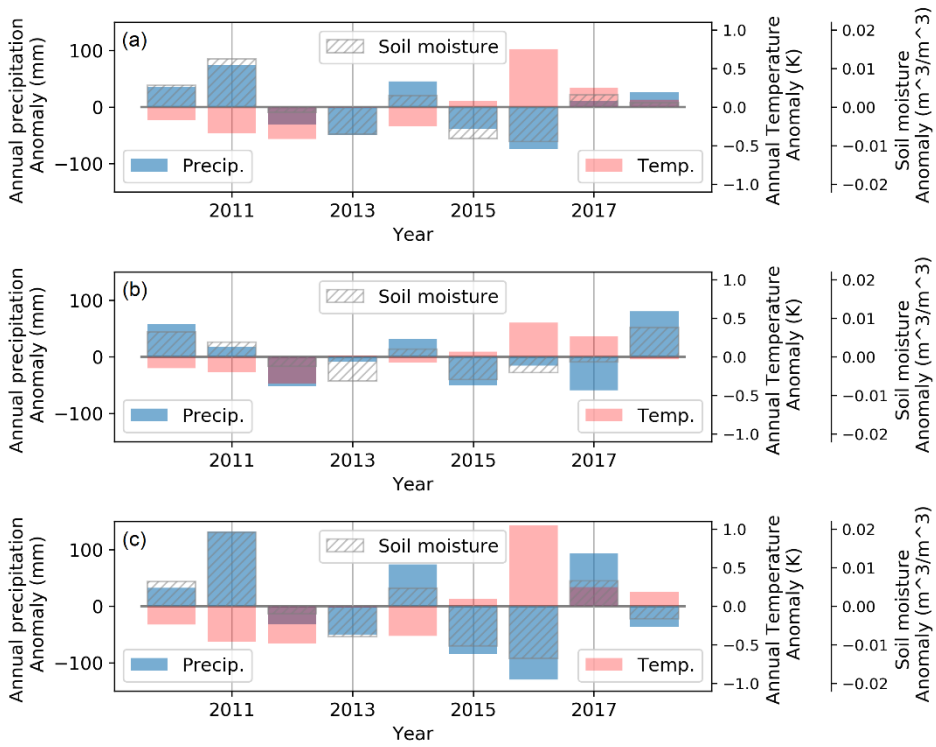 (a)
Soil moisture
Precip.
Temp.
100
0
−100
Annual precipitation
Anomaly (mm)
1.0
0.5
0.0
−0.5
−1.0
Annual Temperature
Anomaly (K)
0.02
0.01
0.00
−0.01
−0.02
Soil moisture
Anomaly (m^3/m^3)
2011
2013
2015
2017
Year
(b)
Soil moisture
Precip.
Temp.
100
0
−100
Annual precipitation
Anomaly (mm)
1.0
0.5
0.0
−0.5
−1.0
Annual Temperature
Anomaly (K)
0.02
0.01
0.00
−0.01
−0.02
Soil moisture
Anomaly (m^3/m^3)
2011
2013
2015
2017
Year
(c)
Soil moisture
Precip.
Temp.
100
0
−100
Annual precipitation
Anomaly (mm)
1.0
0.5
0.0
−0.5
−1.0
Annual Temperature
Anomaly (K)
0.02
0.01
0.00
−0.01
−0.02
Soil moisture
Anomaly (m^3/m^3)
2011
2013
2015
2017
Year